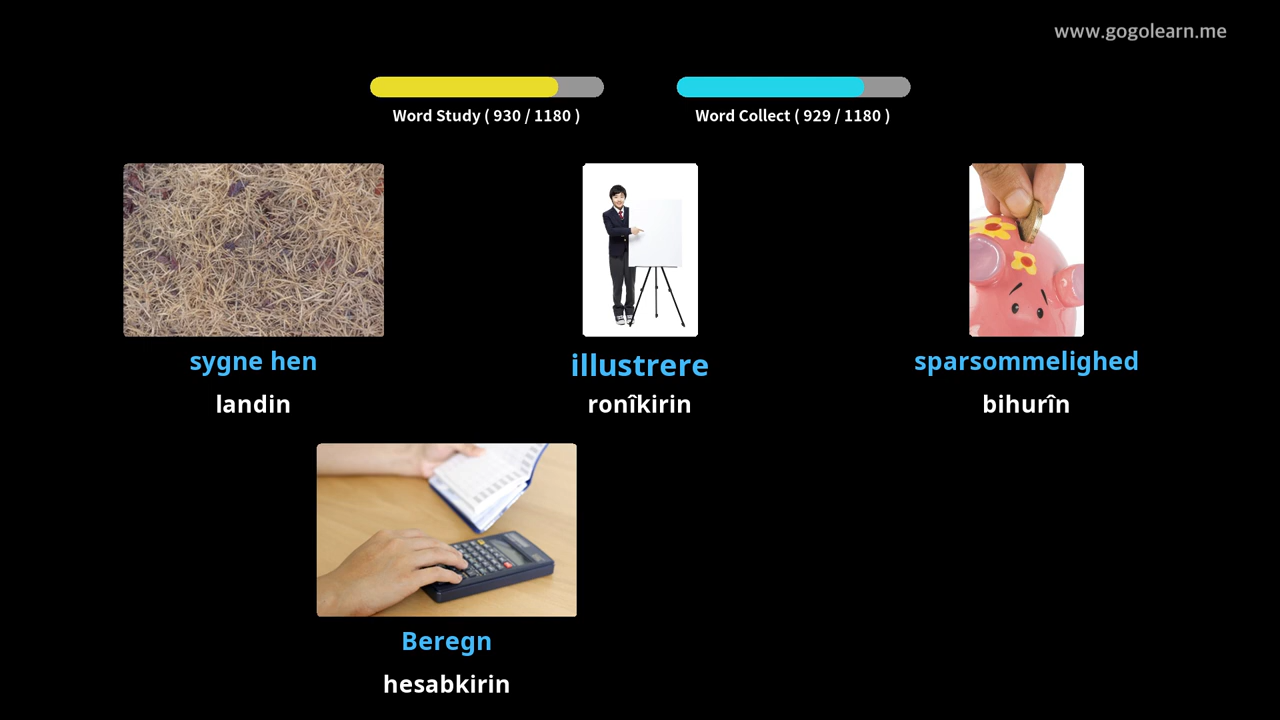 www.gogolearn.me
Word Study ( 930 / 1180 )
Word Collect ( 929 / 1180 )
sygne hen
illustrere
sparsommelighed
landin
ronîkirin
bihurîn
Beregn
hesabkirin